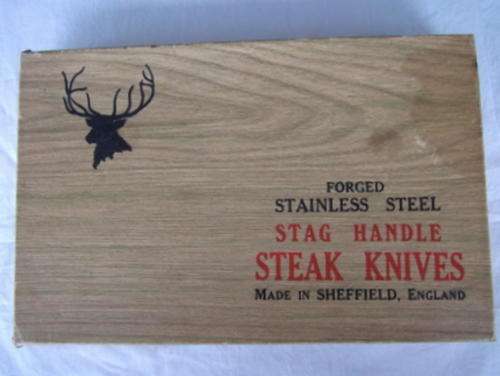 FORGED
STAINLESS STEEL
STAG HANDLE
STEAK KNIVES
MADE IN SHEFFIELD, ENGLAND